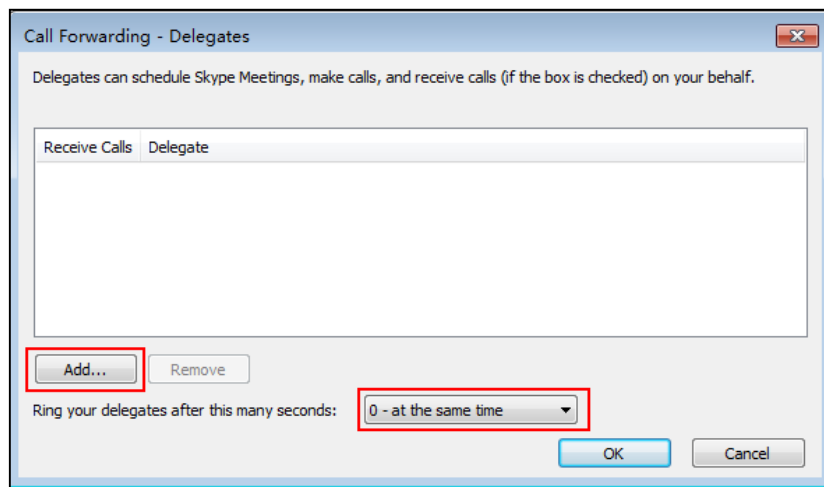 Call Forwarding - Delegates
Delegates can schedule Skype Meetings, make calls, and receive calls (if the box is checked) on your behalf.
Receive Calls Delegate
Add... Remove
Ring your delegates after this many seconds: 0 - at the same time
OK Cancel